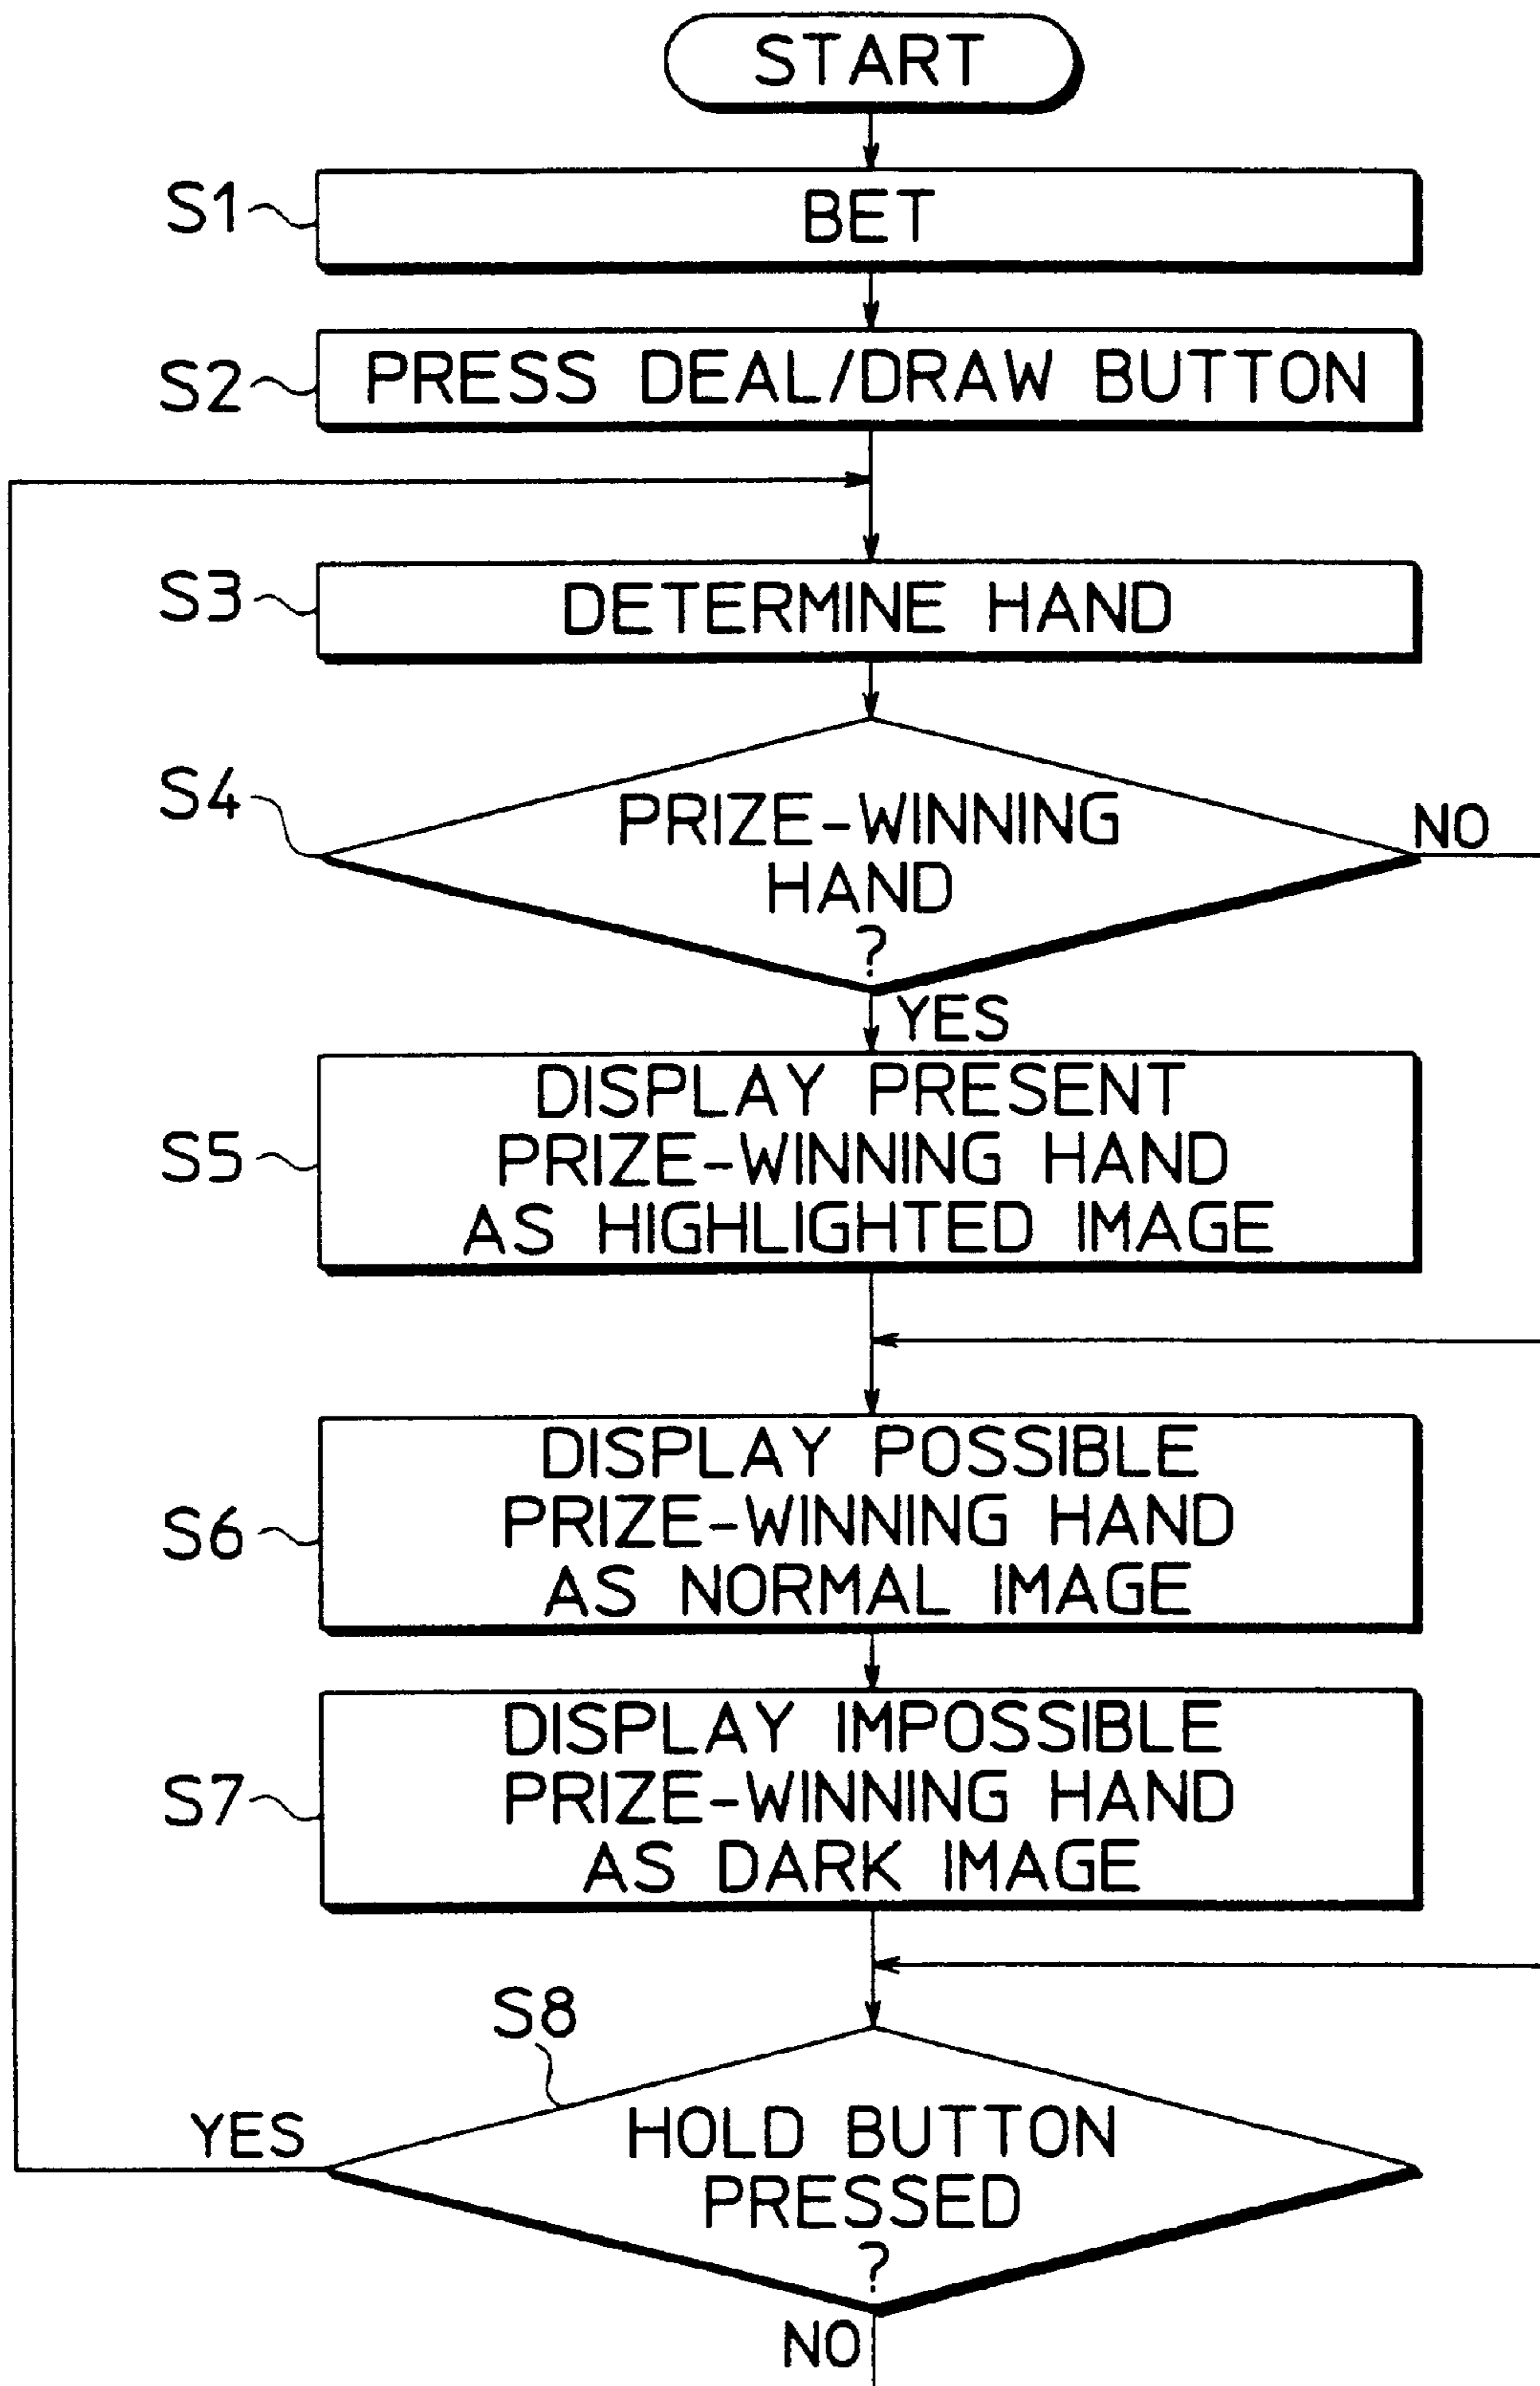 START
S1
BET
S2
PRESS DEAL/DRAW BUTTON
S3
DETERMINE HAND
S4
PRIZE-WINNING
HAND
?
NO
YES
S5
DISPLAY PRESENT
PRIZE-WINNING HAND
AS HIGHLIGHTED IMAGE
S6
DISPLAY POSSIBLE
PRIZE-WINNING HAND
AS NORMAL IMAGE
S7
DISPLAY IMPOSSIBLE
PRIZE-WINNING HAND
AS DARK IMAGE
S8
YES
HOLD BUTTON
PRESSED
?
NO